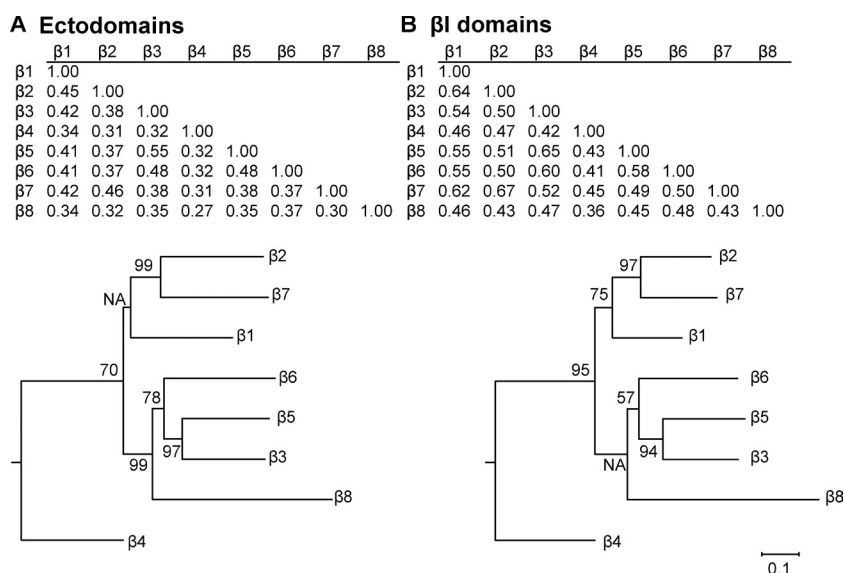 A Ectodomains
β1 β2 β3 β4 β5 β6 β7 β8
β1 1.00
β2 0.45 1.00
β3 0.42 0.38 1.00
β4 0.34 0.31 0.32 1.00
β5 0.41 0.37 0.55 0.32 1.00
β6 0.41 0.37 0.48 0.32 0.48 1.00
β7 0.42 0.46 0.38 0.31 0.38 0.37 1.00
β8 0.34 0.32 0.35 0.27 0.35 0.37 0.30 1.00
99
β2
β7
NA
β1
70
78
β6
β5
97
β3
99
β8
β4
B βI domains
β1 β2 β3 β4 β5 β6 β7 β8
β1 1.00
β2 0.64 1.00
β3 0.54 0.50 1.00
β4 0.46 0.47 0.42 1.00
β5 0.55 0.51 0.65 0.43 1.00
β6 0.55 0.50 0.60 0.41 0.58 1.00
β7 0.62 0.67 0.52 0.45 0.49 0.50 1.00
β8 0.46 0.43 0.47 0.36 0.45 0.48 0.43 1.00
97
β2
β7
75
β1
95
57
β6
β5
94
β3
NA
β8
β4
0.1